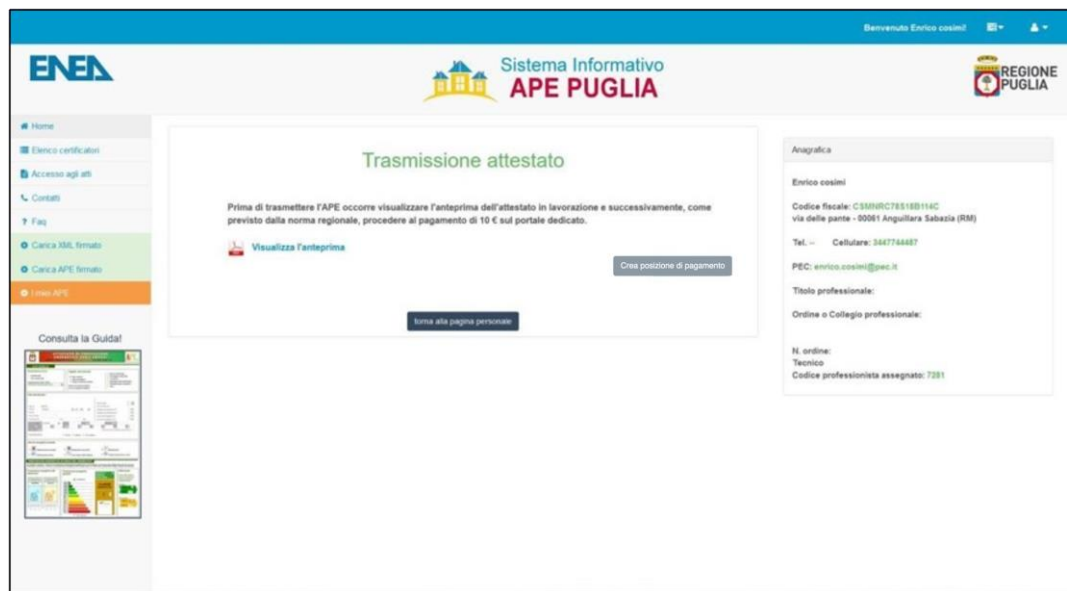 Benvenuto Enrico cosimi!
ENEA
Sistema Informativo
APE PUGLIA
REGIONE
PUGLIA
Home
Elenco certificatori
Accesso agli atti
Contatti
Faq
Carica XML firmato
Carica APE firmato
I miei APE
Consulta la Guida!
Trasmissione attestato
Prima di trasmettere l'APE occorre visualizzare l'anteprima dell'attestato in lavorazione e successivamente, come
previsto dalla norma regionale, procedere al pagamento di 10 € sul portale dedicato.
Visualizza l'anteprima
Crea posizione di pagamento
torna alla pagina personale
Anagrafica
Enrico cosimi
Codice fiscale: CSMNRC76S18B114C
via delle pante - 00061 Anguillara Sabazia (RM)
Tel. -- Cellulare: 3447744487
PEC: enrico.cosimi@pec.it
Titolo professionale:
Ordine o Collegio professionale:
N. ordine:
Tecnico
Codice professionista assegnato: 7381